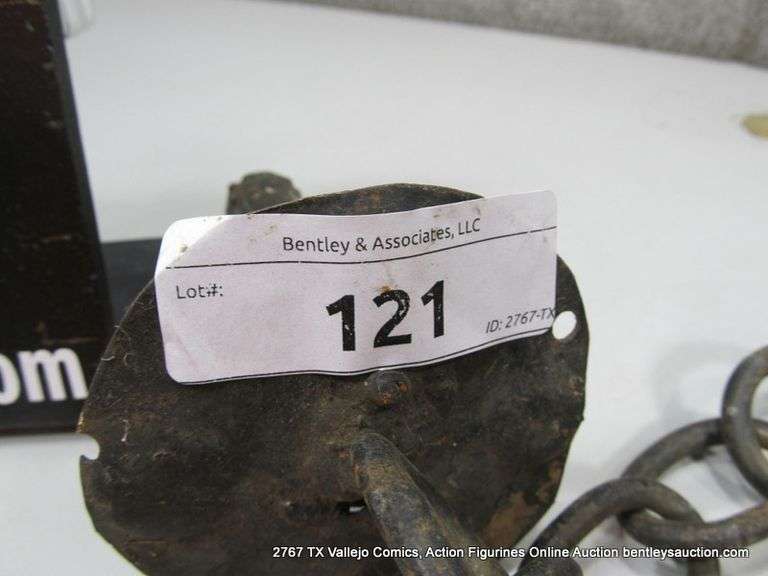 Bentley & Associates, LLC
Lot#:
121
ID: 2767-TX
om
2767 TX Vallejo Comics, Action Figurines Online Auction bentleysauction.com